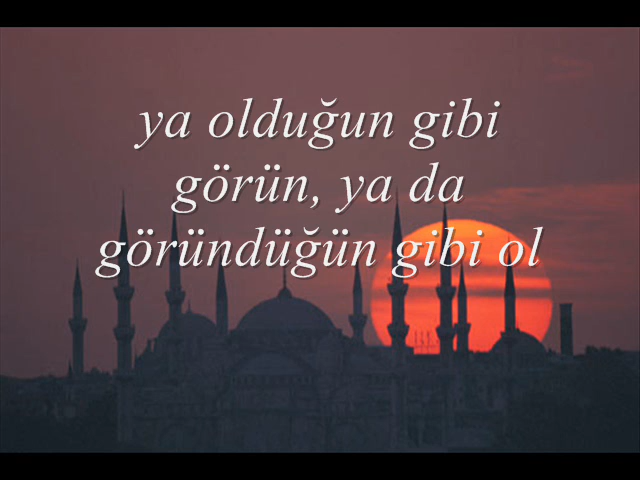 ya olduğun gibi
görün, ya da
göründüğün gibi ol